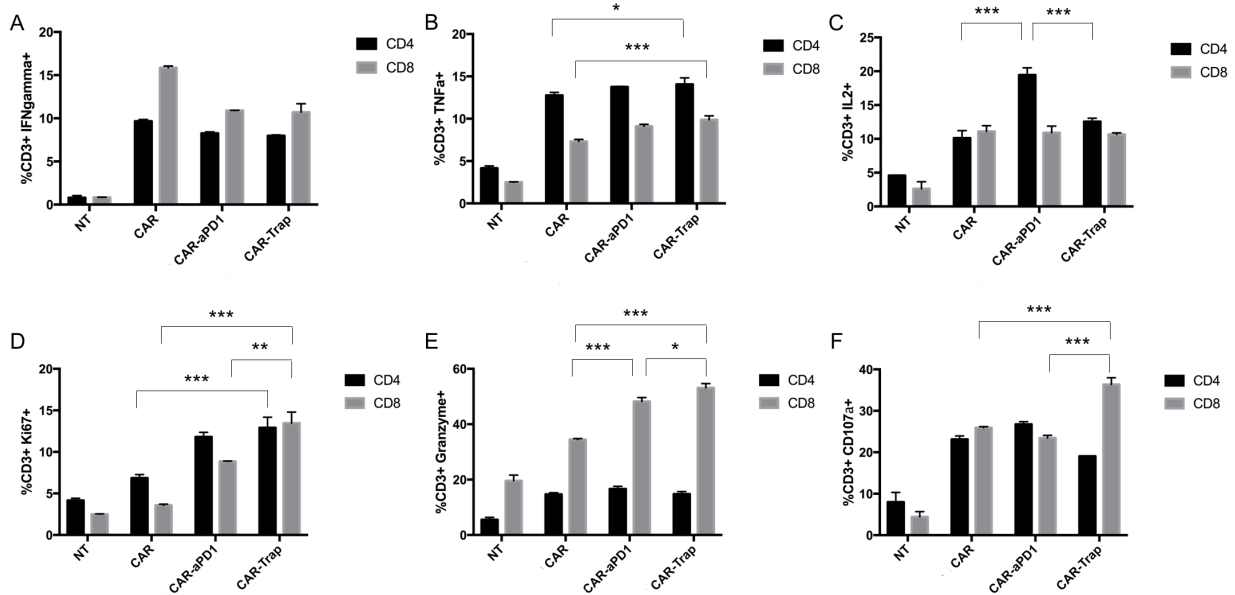 A
%CD3+ IFNgamma+
20
15
10
5
0
NT
CAR
CAR-aPD1
CAR-Trap
CD4
CD8
B
%CD3+ TNFa+
20
15
10
5
0
*
***
NT
CAR
CAR-aPD1
CAR-Trap
CD4
CD8
C
%CD3+ IL2+
25
20
15
10
5
0
***
***
NT
CAR
CAR-aPD1
CAR-Trap
CD4
CD8
D
%CD3+ Ki67+
20
15
10
5
0
***
**
***
NT
CAR
CAR-aPD1
CAR-Trap
CD4
CD8
E
%CD3+ Granzyme+
60
40
20
0
***
***
*
NT
CAR
CAR-aPD1
CAR-Trap
CD4
CD8
F
%CD3+ CD107a+
40
30
20
10
0
***
***
NT
CAR
CAR-aPD1
CAR-Trap
CD4
CD8